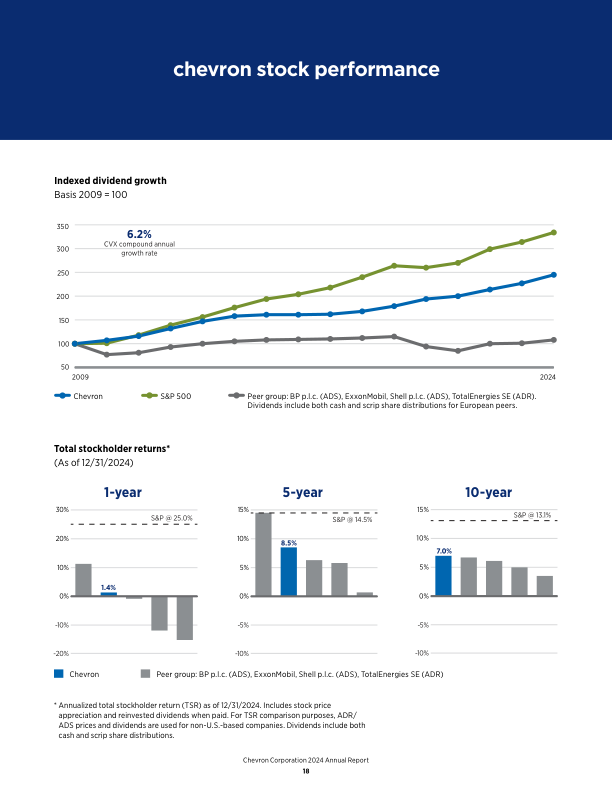 chevron stock performance
Indexed dividend growth
Basis 2009 = 100
350
6.2%
CVX compound annual
growth rate
300
250
200
150
100
50
2009
2024
Chevron
S&P 500
Peer group: BP p.l.c. (ADS), ExxonMobil, Shell p.l.c. (ADS), TotalEnergies SE (ADR).
Dividends include both cash and scrip share distributions for European peers.
Total stockholder returns*
(As of 12/31/2024)
1-year
30%
S&P @ 25.0%
20%
10%
1.4%
0%
-10%
-20%
5-year
15%
S&P @ 14.5%
10%
8.5%
5%
0%
-5%
-10%
10-year
15%
S&P @ 13.1%
10%
7.0%
5%
0%
-5%
-10%
Chevron
Peer group: BP p.l.c. (ADS), ExxonMobil, Shell p.l.c. (ADS), TotalEnergies SE (ADR)
* Annualized total stockholder return (TSR) as of 12/31/2024. Includes stock price
appreciation and reinvested dividends when paid. For TSR comparison purposes, ADR/
ADS prices and dividends are used for non-U.S.-based companies. Dividends include both
cash and scrip share distributions.
Chevron Corporation 2024 Annual Report
18